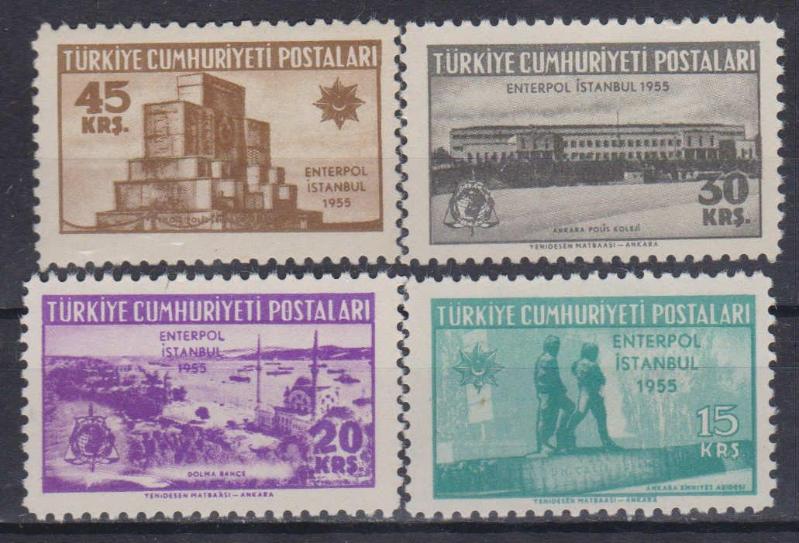 TÜRKİYE CUMHURİYETİ POSTALARI
45
KRŞ.
ENTERPOL
İSTANBUL
1955
TÜRKİYE CUMHURİYETİ POSTALARI
ENTERPOL İSTANBUL 1955
30
KRŞ.
ANKARA POLİS KOLEJİ
YENİDESEN MATBAASI – ANKARA
TÜRKİYE CUMHURİYETİ POSTALARI
ENTERPOL
İSTANBUL
1955
20
KRŞ.
DOLMA BAHÇE
YENİDESEN MATBAASI – ANKARA
TÜRKİYE CUMHURİYETİ POSTALARI
ENTERPOL
İSTANBUL
1955
15
KRŞ.
ANKARA EMNİYET ABİDESİ
YENİDESEN MATBAASI – ANKARA